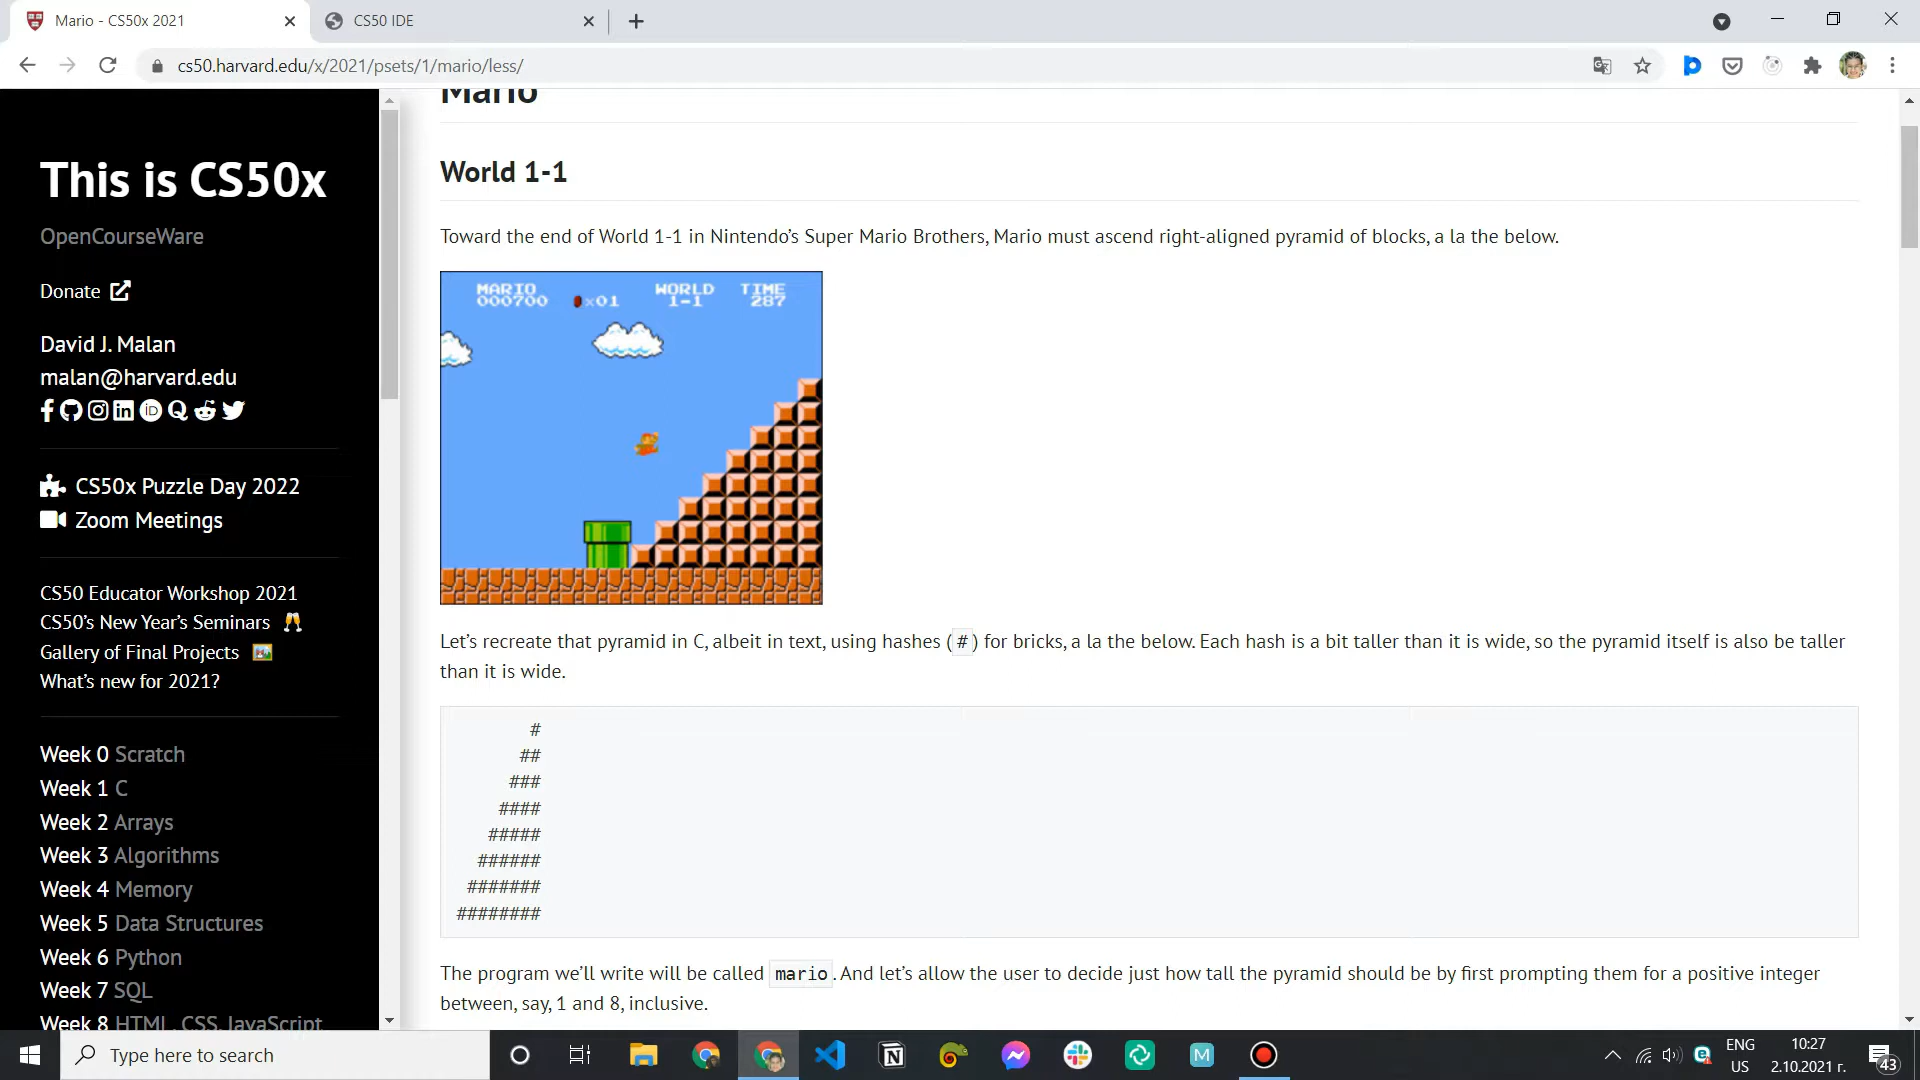 Mario - CS50x 2021
CS50 IDE
cs50.harvard.edu/x/2021/psets/1/mario/less/
This is CS50x
OpenCourseWare
Donate
David J. Malan
malan@harvard.edu
CS50x Puzzle Day 2022
Zoom Meetings
CS50 Educator Workshop 2021
CS50’s New Year’s Seminars
Gallery of Final Projects
What’s new for 2021?
Week 0 Scratch
Week 1 C
Week 2 Arrays
Week 3 Algorithms
Week 4 Memory
Week 5 Data Structures
Week 6 Python
Week 7 SQL
Week 8 HTML, CSS, JavaScript
Mario
World 1-1
Toward the end of World 1-1 in Nintendo’s Super Mario Brothers, Mario must ascend right-aligned pyramid of blocks, a la the below.
MARIO WORLD TIME
000700 x01 1-1 287
Let’s recreate that pyramid in C, albeit in text, using hashes (#) for bricks, a la the below. Each hash is a bit taller than it is wide, so the pyramid itself is also be taller
than it is wide.
#
##
###
####
#####
######
#######
########
The program we’ll write will be called mario. And let’s allow the user to decide just how tall the pyramid should be by first prompting them for a positive integer
between, say, 1 and 8, inclusive.
Type here to search
ENG
US
10:27
2.10.2021 г.
43